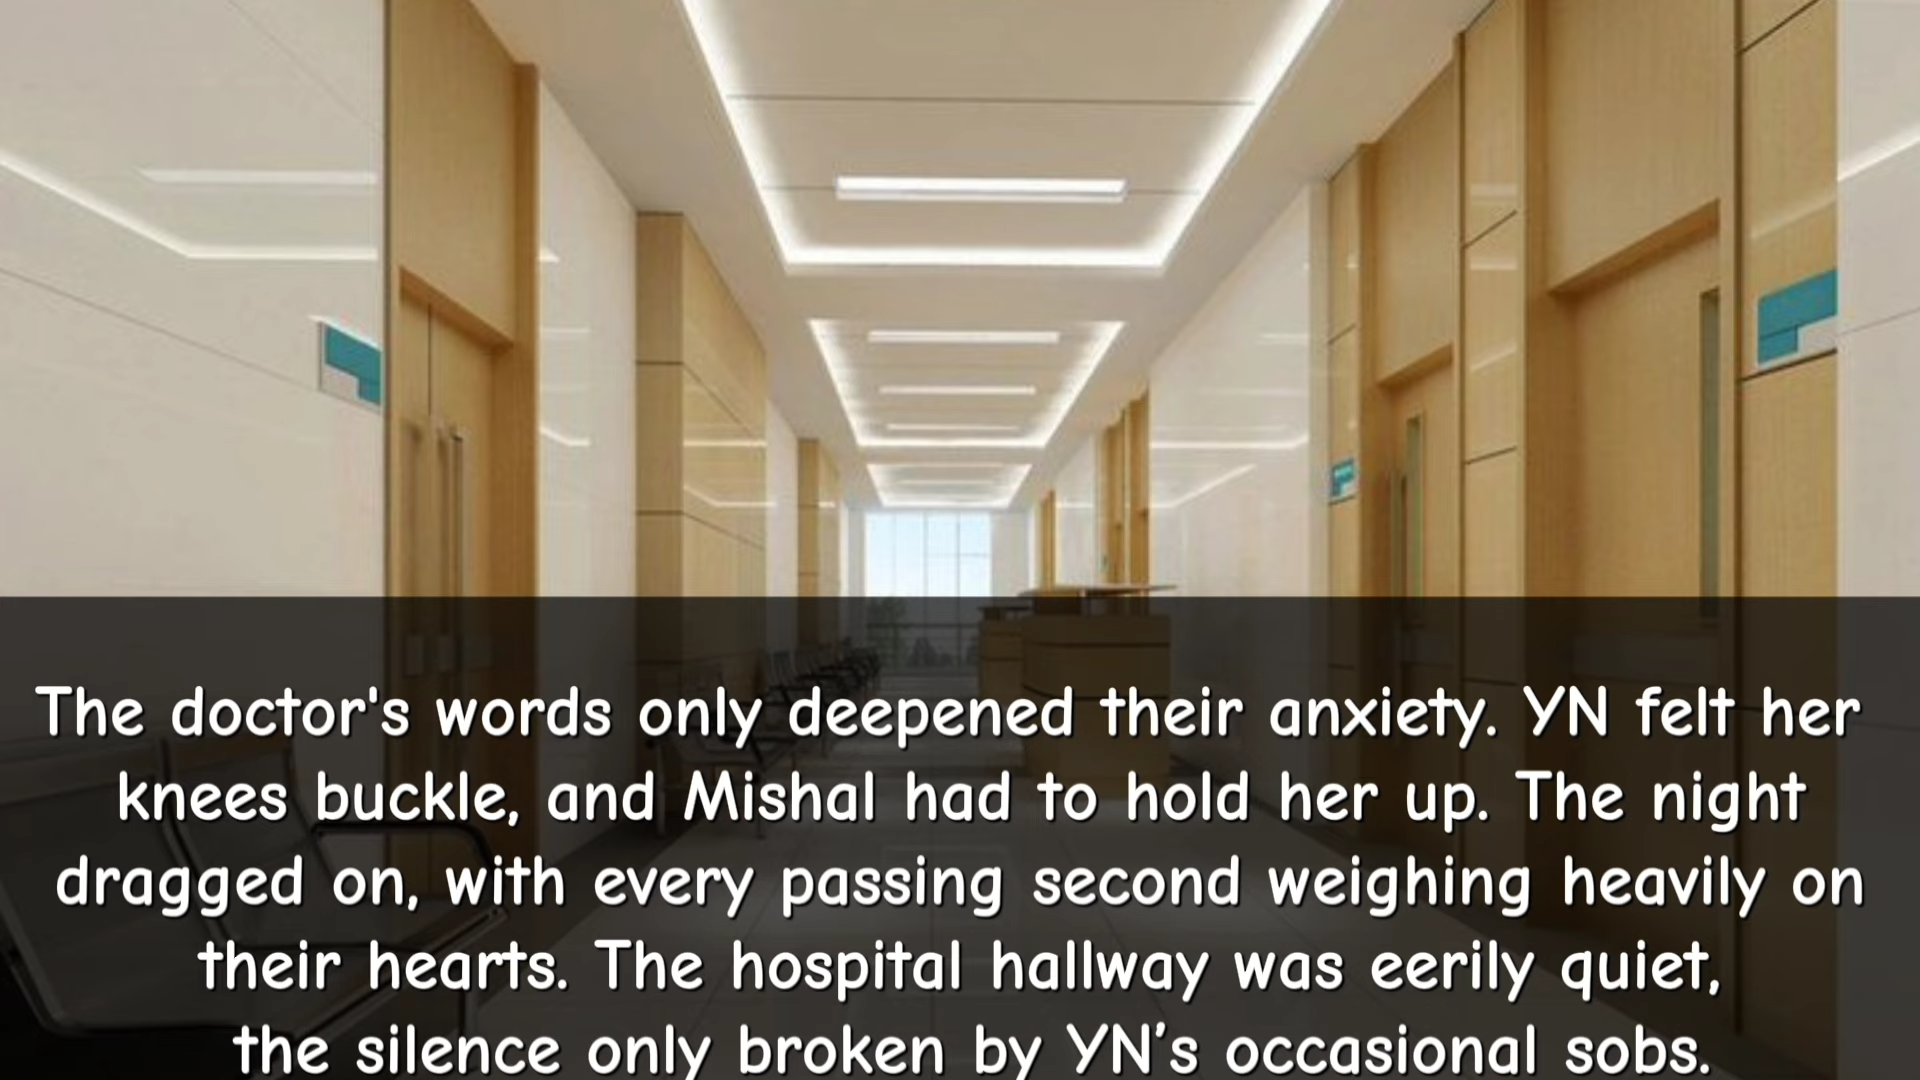 The doctor's words only deepened their anxiety. YN felt her
knees buckle, and Mishal had to hold her up. The night
dragged on, with every passing second weighing heavily on
their hearts. The hospital hallway was eerily quiet,
the silence only broken by YN’s occasional sobs.